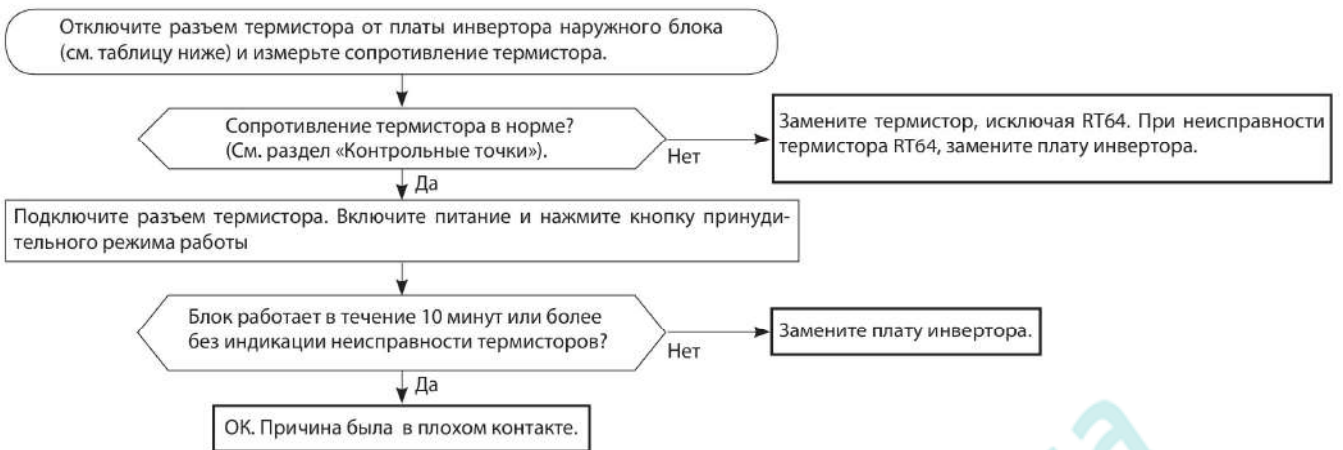 Отключите разъем термистора от платы инвертора наружного блока
(см. таблицу ниже) и измерьте сопротивление термистора.
Сопротивление термистора в норме?
(См. раздел «Контрольные точки»).
Нет
Замените термистор, исключая RT64. При неисправности
термистора RT64, замените плату инвертора.
Да
Подключите разъем термистора. Включите питание и нажмите кнопку принуди-
тельного режима работы
Блок работает в течение 10 минут или более
без индикации неисправности термисторов?
Нет
Замените плату инвертора.
Да
ОК. Причина была в плохом контакте.